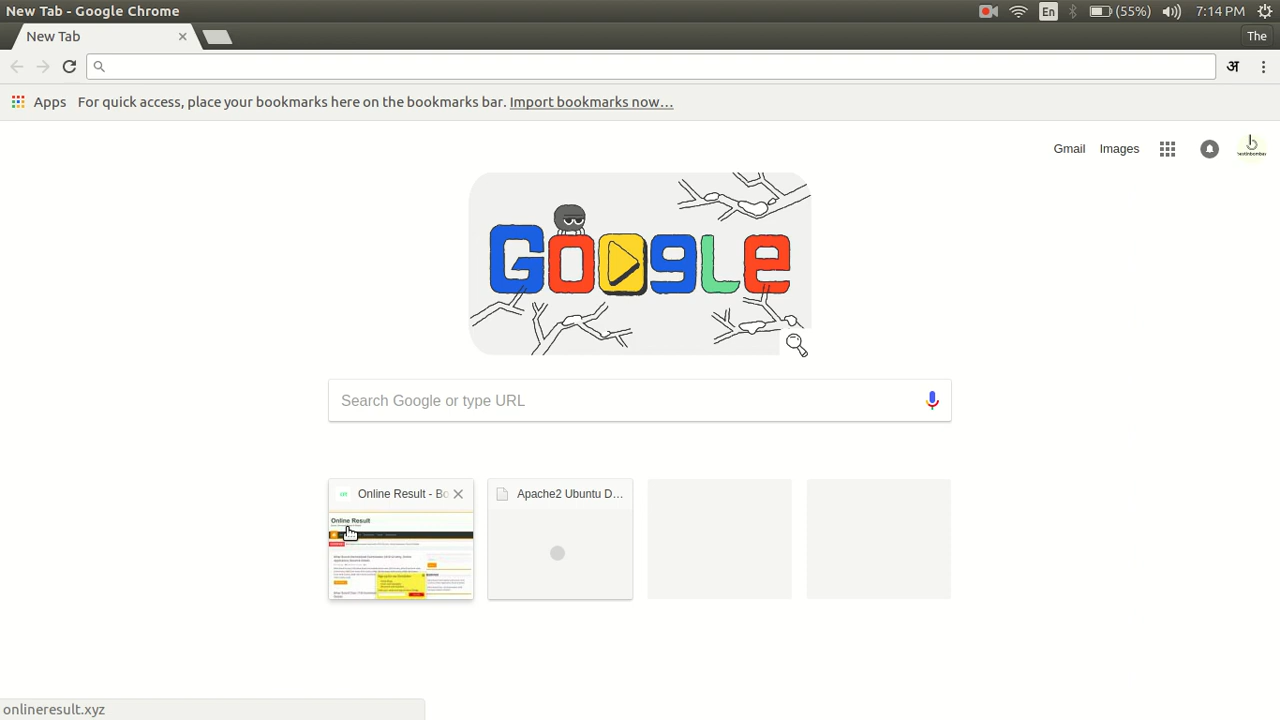 New Tab - Google Chrome
En
(55%)
7:14 PM
New Tab
The
अ
Apps
For quick access, place your bookmarks here on the bookmarks bar. Import bookmarks now…
Gmail
Images
Google
Search Google or type URL
Online Result - Bo
Apache2 Ubuntu D…
Online Result
onlineresult.xyz